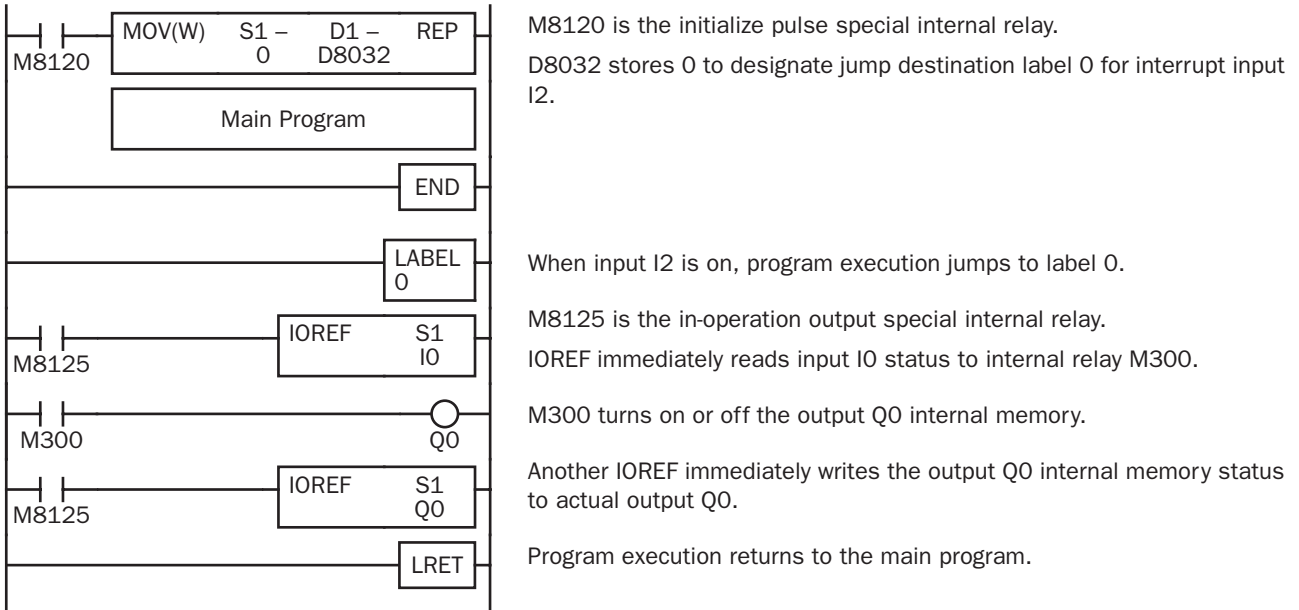 MOV(W) S1 – D1 – REP
0 D8032
M8120
M8120 is the initialize pulse special internal relay.
D8032 stores 0 to designate jump destination label 0 for interrupt input
I2.
Main Program
END
LABEL
0
When input I2 is on, program execution jumps to label 0.
IOREF S1
I0
M8125
M8125 is the in-operation output special internal relay.
IOREF immediately reads input I0 status to internal relay M300.
M300
Q0
M300 turns on or off the output Q0 internal memory.
IOREF S1
Q0
M8125
Another IOREF immediately writes the output Q0 internal memory status
to actual output Q0.
LRET
Program execution returns to the main program.